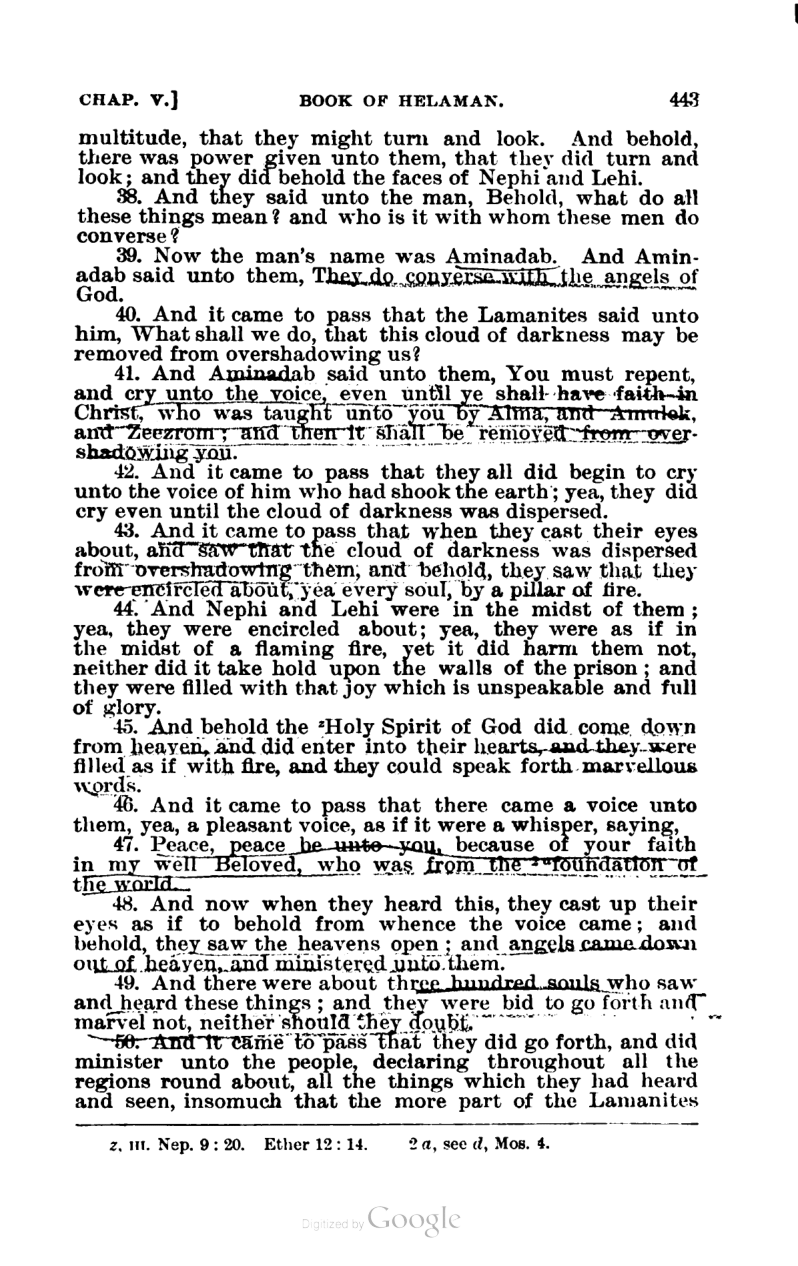 CHAP. V.] BOOK OF HELAMAN. 443
multitude, that they might turn and look. And behold,
there was power given unto them, that they did turn and
look; and they did behold the faces of Nephi and Lehi.
38. And they said unto the man, Behold, what do all
these things mean? and who is it with whom these men do
converse?
39. Now the man's name was Aminadab. And Amin-
adab said unto them, They do converse with the angels of
God.
40. And it came to pass that the Lamanites said unto
him, What shall we do, that this cloud of darkness may be
removed from overshadowing us?
41. And Aminadab said unto them, You must repent,
and cry unto the voice, even until ye shall have faith in
Christ, who was taught unto you by Alma, and Amulek,
and Zeezrom; and then it shall be removed from over-
shadowing you.
42. And it came to pass that they all did begin to cry
unto the voice of him who had shook the earth; yea, they did
cry even until the cloud of darkness was dispersed.
43. And it came to pass that when they cast their eyes
about, and saw that the cloud of darkness was dispersed
from overshadowing them, and behold, they saw that they
were encircled about, yea every soul, by a pillar of fire.
44. And Nephi and Lehi were in the midst of them;
yea, they were encircled about; yea, they were as if in
the midst of a flaming fire, yet it did harm them not,
neither did it take hold upon the walls of the prison; and
they were filled with that joy which is unspeakable and full
of glory.
45. And behold the ᶻHoly Spirit of God did come down
from heaven, and did enter into their hearts, and they were
filled as if with fire, and they could speak forth marvellous
words.
46. And it came to pass that there came a voice unto
them, yea, a pleasant voice, as if it were a whisper, saying,
47. Peace, peace be unto you, because of your faith
in my well Beloved, who was from the ²ᵃfoundation of
the world.
48. And now when they heard this, they cast up their
eyes as if to behold from whence the voice came; and
behold, they saw the heavens open; and angels came down
out of heaven, and ministered unto them.
49. And there were about three hundred souls who saw
and heard these things; and they were bid to go forth and
marvel not, neither should they doubt.
50. And it came to pass that they did go forth, and did
minister unto the people, declaring throughout all the
regions round about, all the things which they had heard
and seen, insomuch that the more part of the Lamanites
z, III. Nep. 9: 20. Ether 12: 14. 2 a, see d, Mos. 4.
Digitized by Google